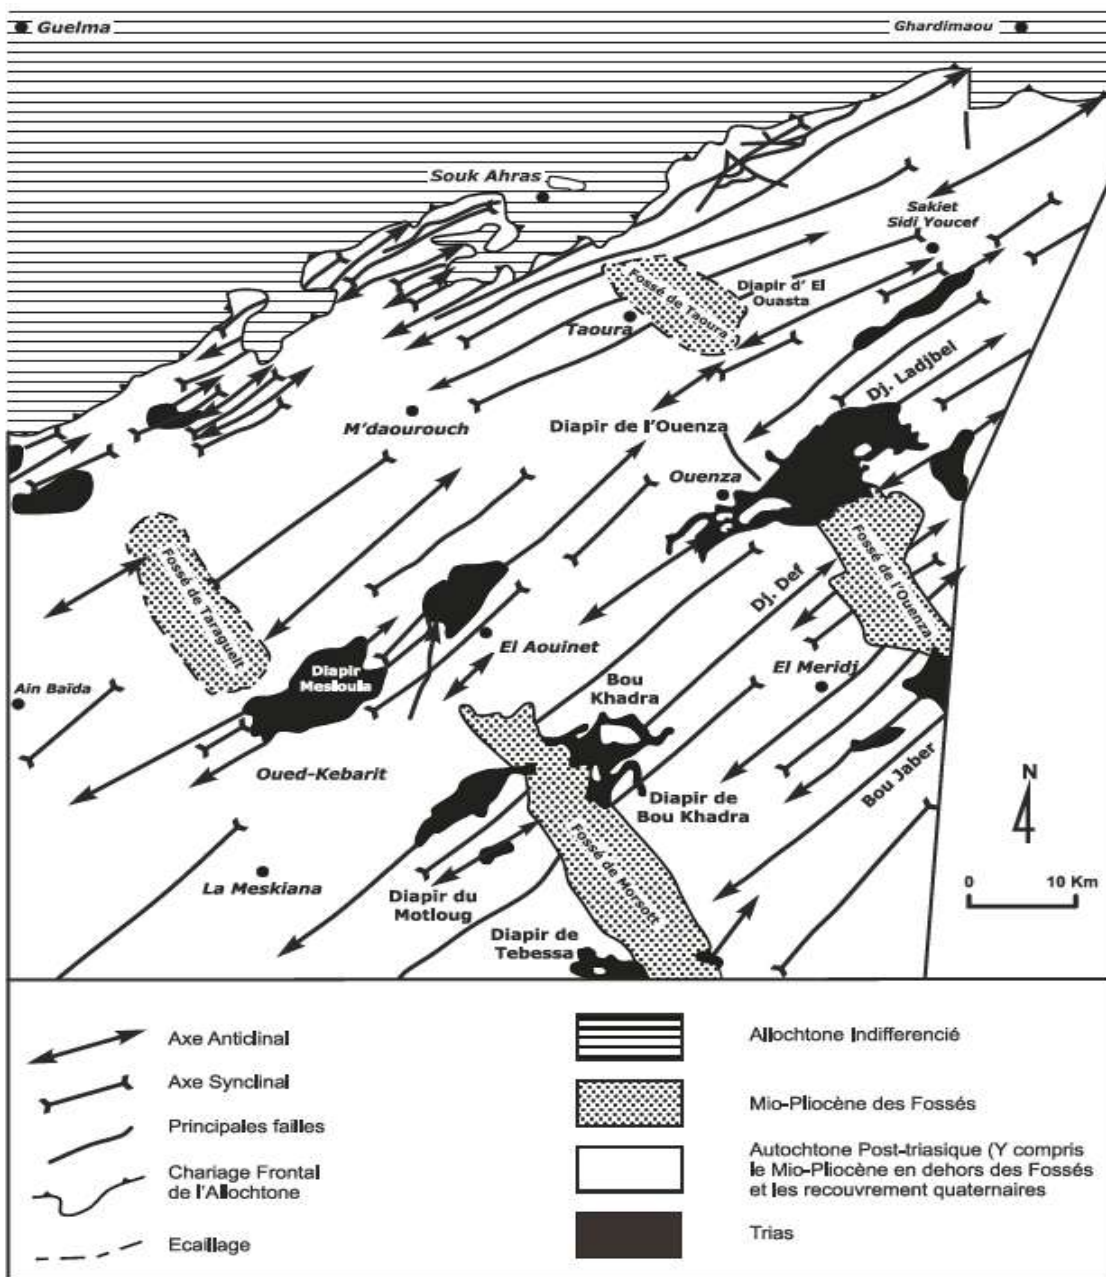 Guelma
Ghardimaou
Souk Ahras
Sakiet
Sidi Youcef
Fossé de Taoura
Diapir d' El
Ouasta
Taoura
Dj. Ladjbel
M'daourouch
Diapir de l'Ouenza
Ouenza
Fossé de Taragueit
Fossé de l'Ouenza
Dj. Def
El Aouinet
Diapir
Mesloula
El Meridj
Ain Baïda
Bou
Khadra
Oued-Kebarit
Bou Jaber
N
Diapir de
Bou Khadra
Fossé de Morsott
La Meskiana
Diapir du
Motloug
0 10 Km
Diapir de
Tebessa
Axe Anticlinal
Axe Synclinal
Principales failles
Chariage Frontal
de l'Allochtone
Ecaillage
Allochtone Indifferencié
Mio-Pliocène des Fossés
Autochtone Post-triasique (Y compris
le Mio-Pliocène en dehors des Fossés
et les recouvrement quaternaires
Trias